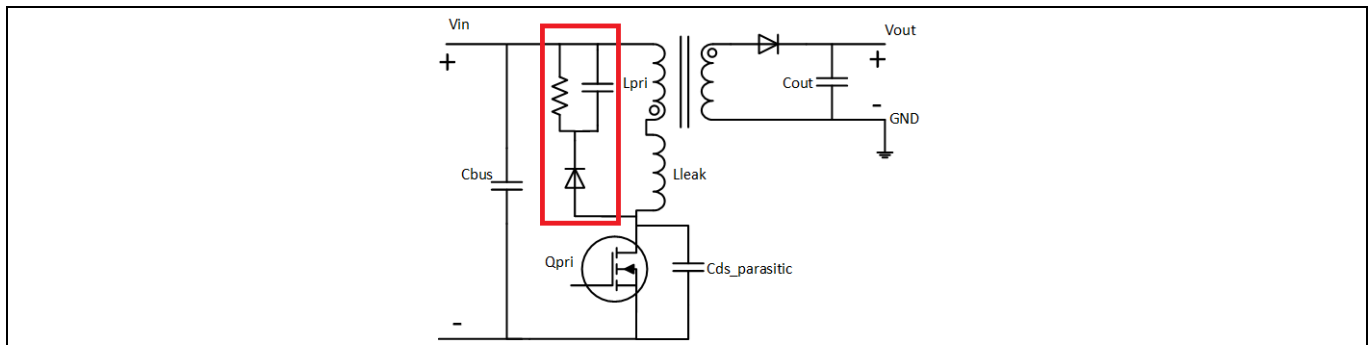 Vin
Vout
+
+
Lpri
Cout
-
GND
Cbus
Lleak
Qpri
Cds_parasitic
-